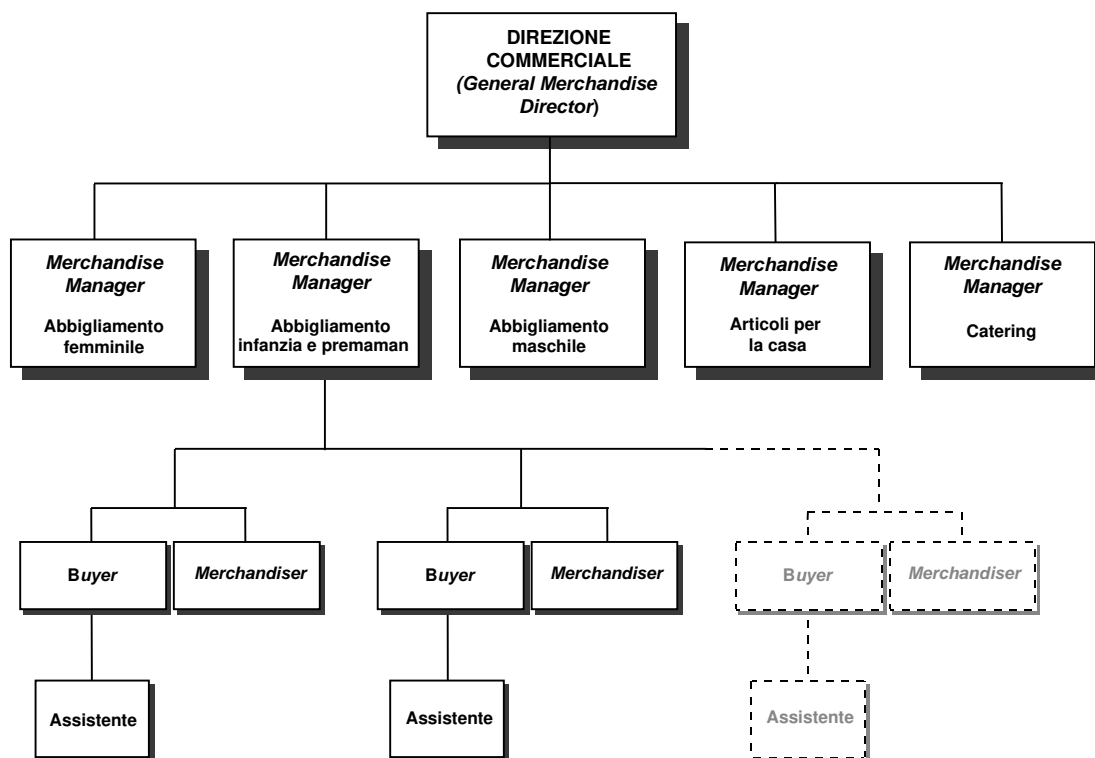 DIREZIONE
COMMERCIALE
(General Merchandise
Director)
Merchandise
Manager
Abbigliamento
femminile
Merchandise
Manager
Abbigliamento
infanzia e premaman
Merchandise
Manager
Abbigliamento
maschile
Merchandise
Manager
Articoli per
la casa
Merchandise
Manager
Catering
Buyer
Merchandiser
Buyer
Merchandiser
Buyer
Merchandiser
Assistente
Assistente
Assistente